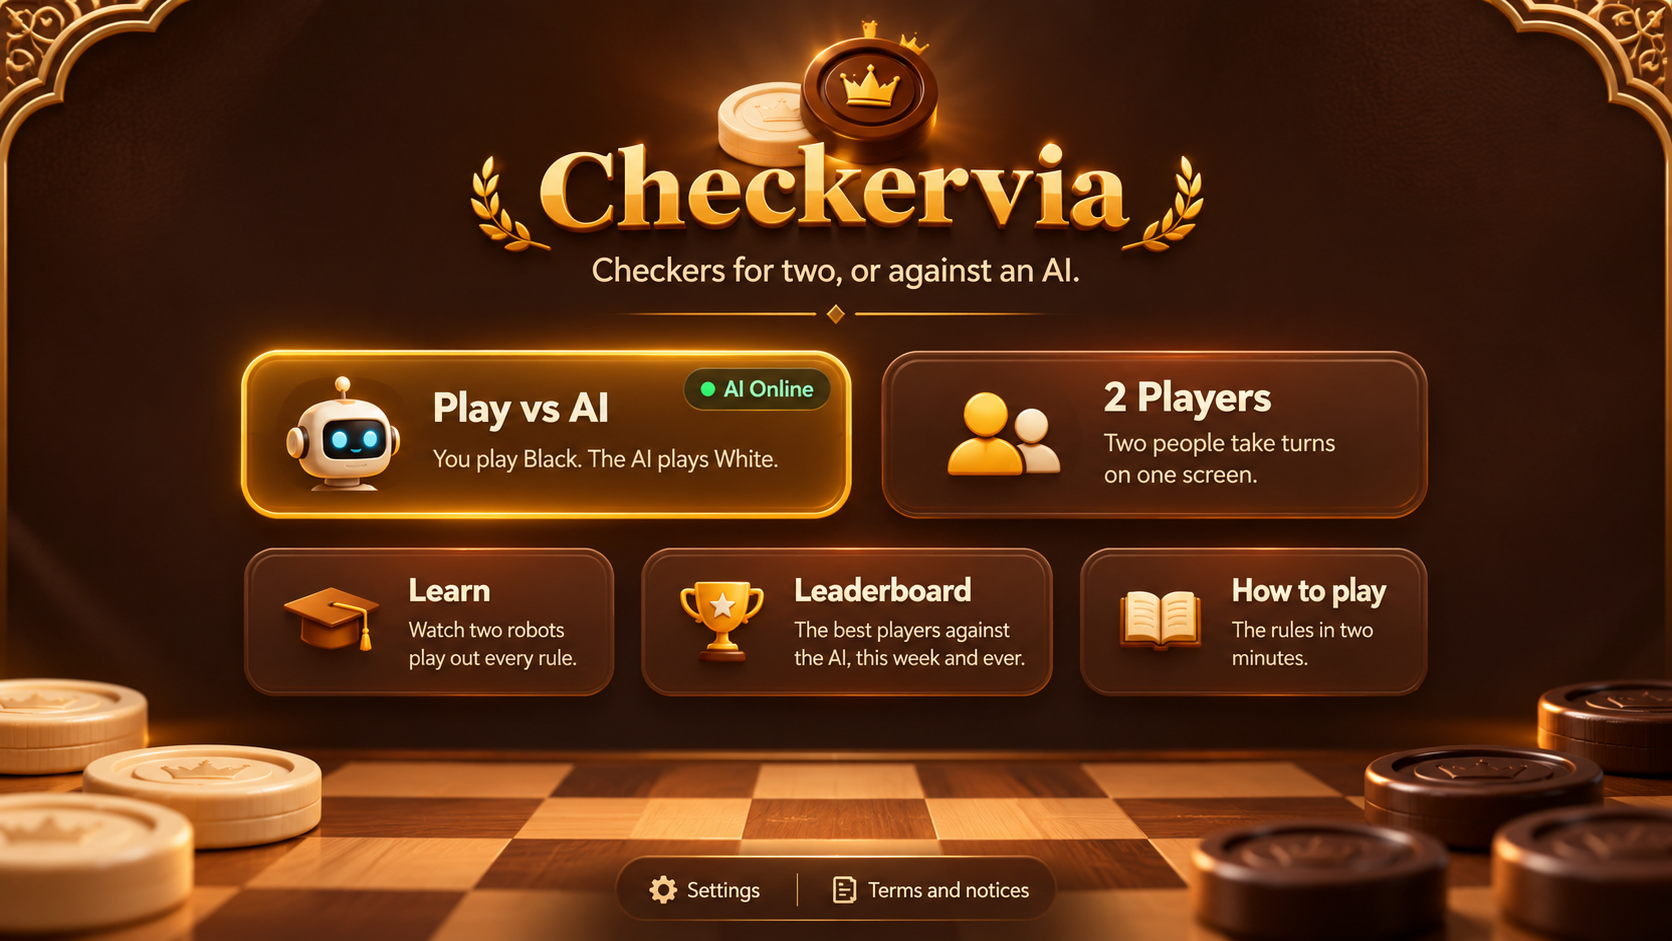 Checkervia
Checkers for two, or against an AI.
Play vs AI
AI Online
You play Black. The AI plays White.
2 Players
Two people take turns
on one screen.
Learn
Watch two robots
play out every rule.
Leaderboard
The best players against
the AI, this week and ever.
How to play
The rules in two
minutes.
Settings
Terms and notices